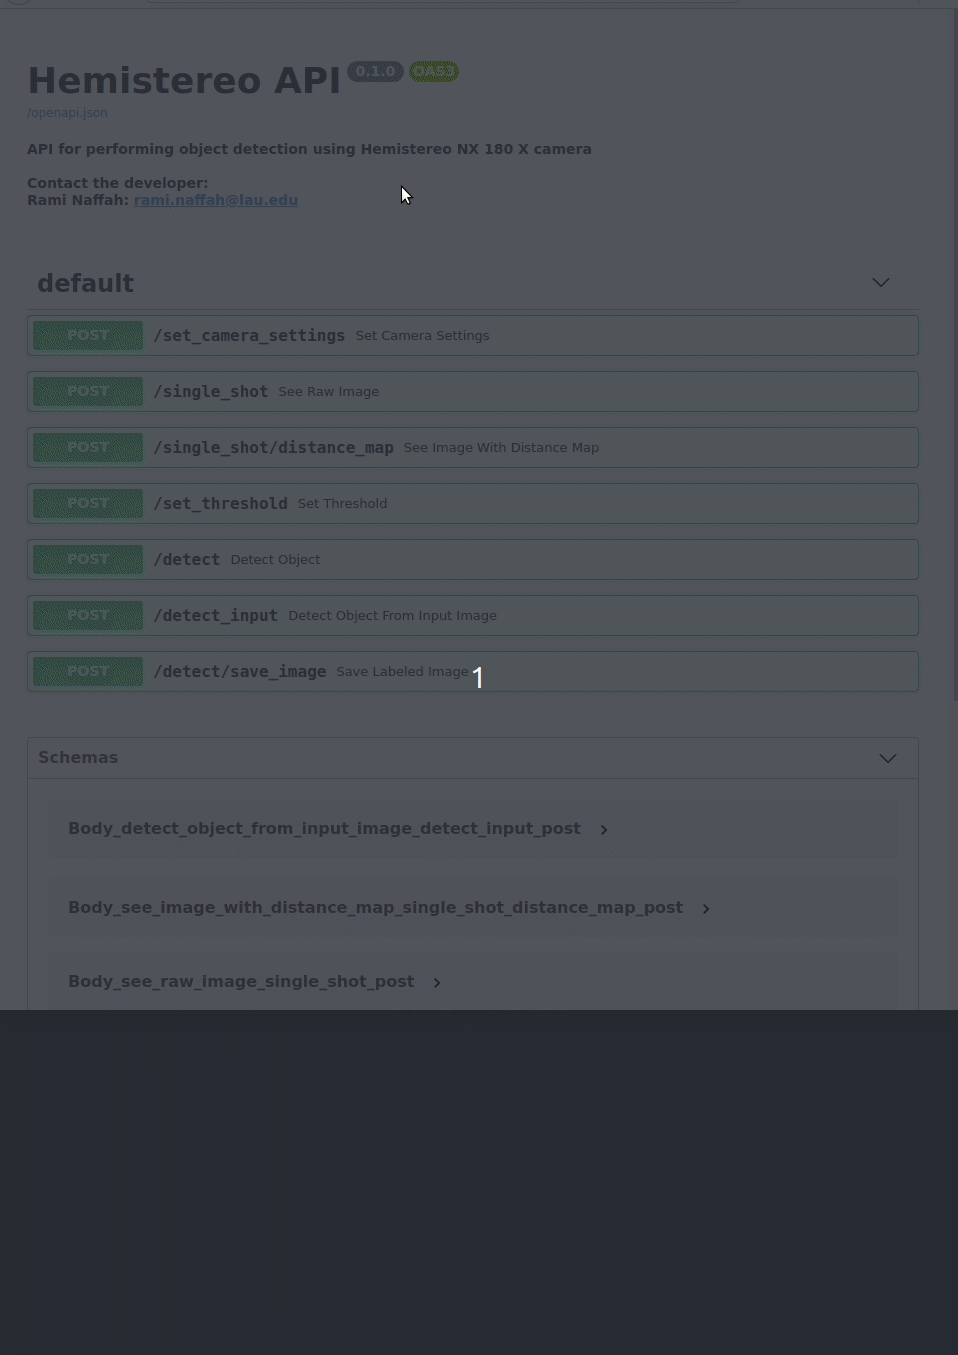 Hemistereo API 0.1.0 OAS3
/openapi.json
API for performing object detection using Hemistereo NX 180 X camera
Contact the developer:
Rami Naffah: rami.naffah@lau.edu
default
POST /set_camera_settings Set Camera Settings
POST /single_shot See Raw Image
POST /single_shot/distance_map See Image With Distance Map
POST /set_threshold Set Threshold
POST /detect Detect Object
POST /detect_input Detect Object From Input Image
POST /detect/save_image Save Labeled Image
1
Schemas
Body_detect_object_from_input_image_detect_input_post
Body_see_image_with_distance_map_single_shot_distance_map_post
Body_see_raw_image_single_shot_post